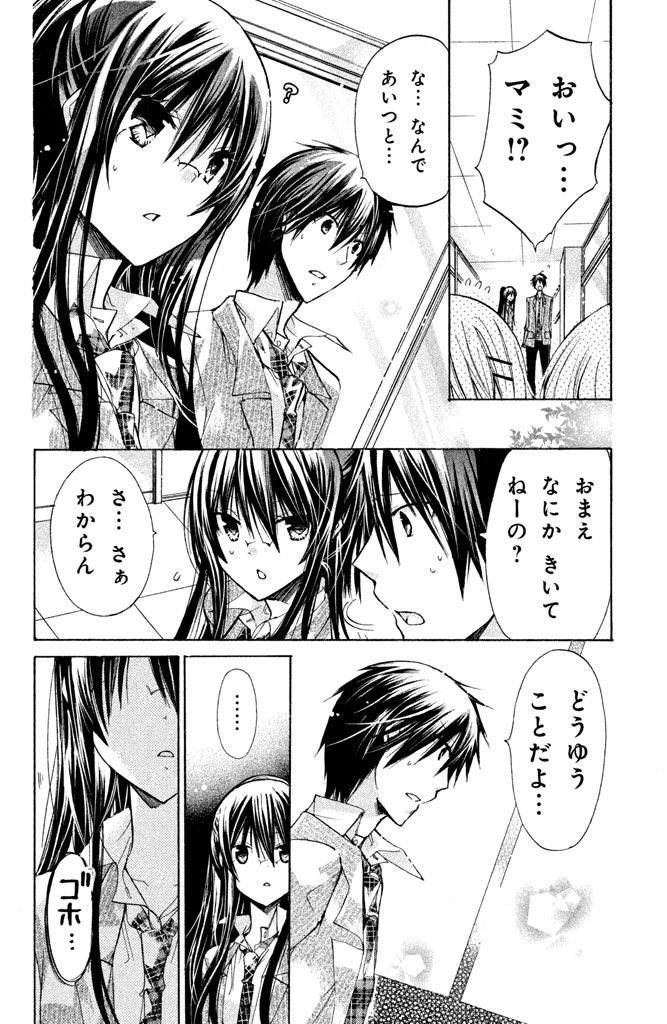 おいっ…
マミ!?
な…なんで
あいつと…
?
おまえ
なにかきいて
ねーの?
さ…さぁ
わからん
どうゆう
ことだよ…
……
ゴホ…